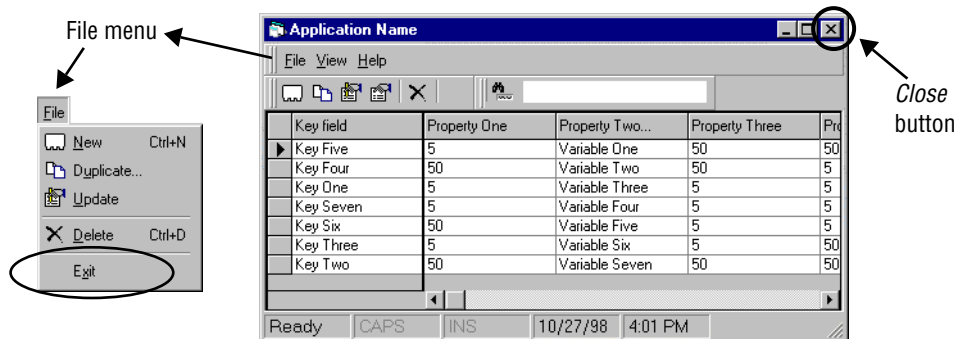 File menu
Application Name
File View Help
Close
button
File
New Ctrl+N
Duplicate...
Update
Delete Ctrl+D
Exit
Key field Property One Property Two... Property Three Pro
Key Five 5 Variable One 50 50
Key Four 50 Variable Two 50 5
Key One 5 Variable Three 5 5
Key Seven 5 Variable Four 5 5
Key Six 50 Variable Five 5 5
Key Three 5 Variable Six 5 50
Key Two 50 Variable Seven 50 50
Ready CAPS INS 10/27/98 4:01 PM